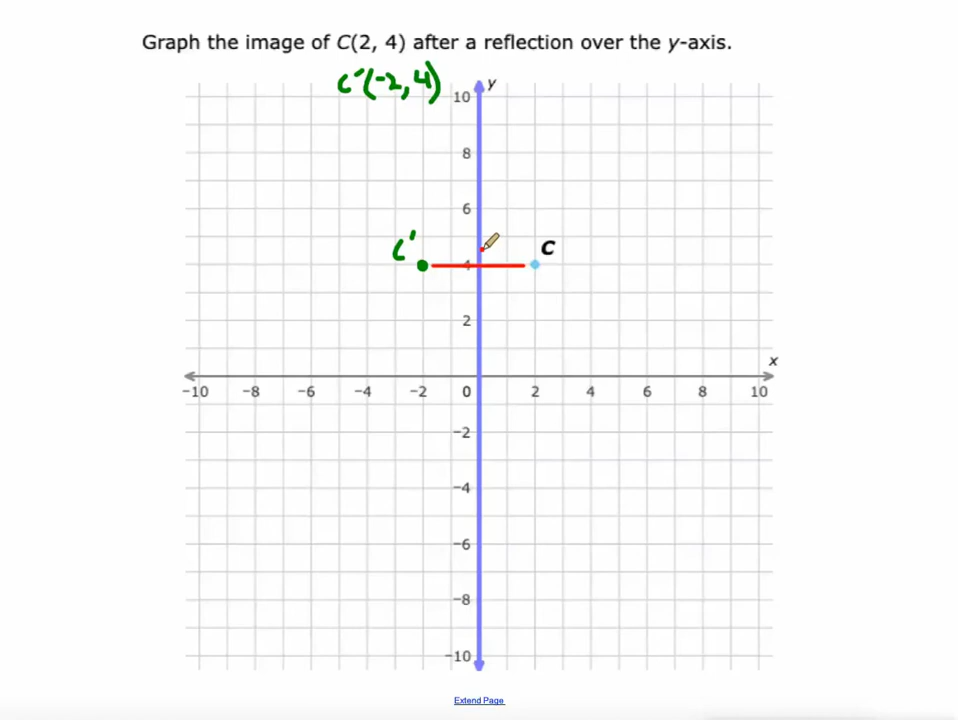 Graph the image of C(2, 4) after a reflection over the y-axis.
C'(-2, 4)
y
10
8
6
C'
C
4
2
x
−10 −8 −6 −4 −2 0 2 4 6 8 10
−2
−4
−6
−8
−10
Extend Page